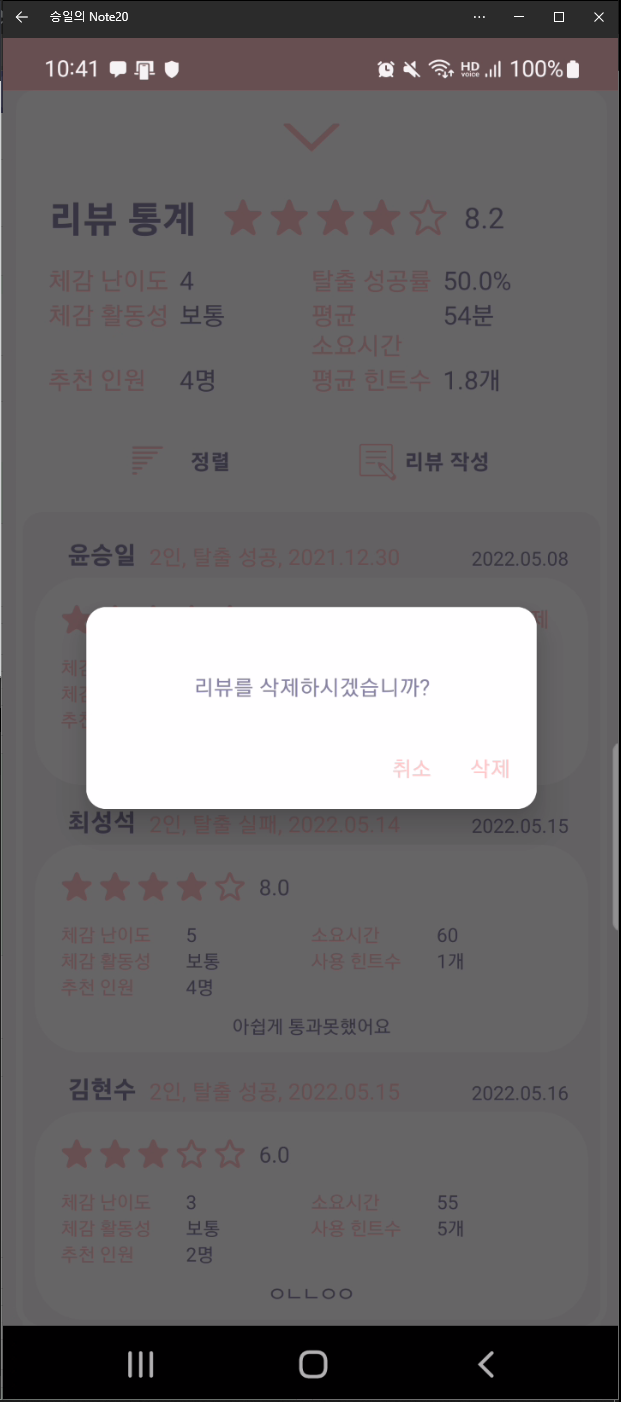 승일의 Note20
10:41 HD voice 100%
리뷰 통계 8.2
체감 난이도 4 탈출 성공률 50.0%
체감 활동성 보통 평균 소요시간 54분
추천 인원 4명 평균 힌트수 1.8개
정렬 리뷰 작성
윤승일 2인, 탈출 성공, 2021.12.30 2022.05.08
리뷰를 삭제하시겠습니까?
취소 삭제
최성석 2인, 탈출 실패, 2022.05.14 2022.05.15
8.0
체감 난이도 5 소요시간 60
체감 활동성 보통 사용 힌트수 1개
추천 인원 4명
아쉽게 통과못했어요
김현수 2인, 탈출 성공, 2022.05.15 2022.05.16
6.0
체감 난이도 3 소요시간 55
체감 활동성 보통 사용 힌트수 5개
추천 인원 2명
ㅇㄴㄴㅇㅇ